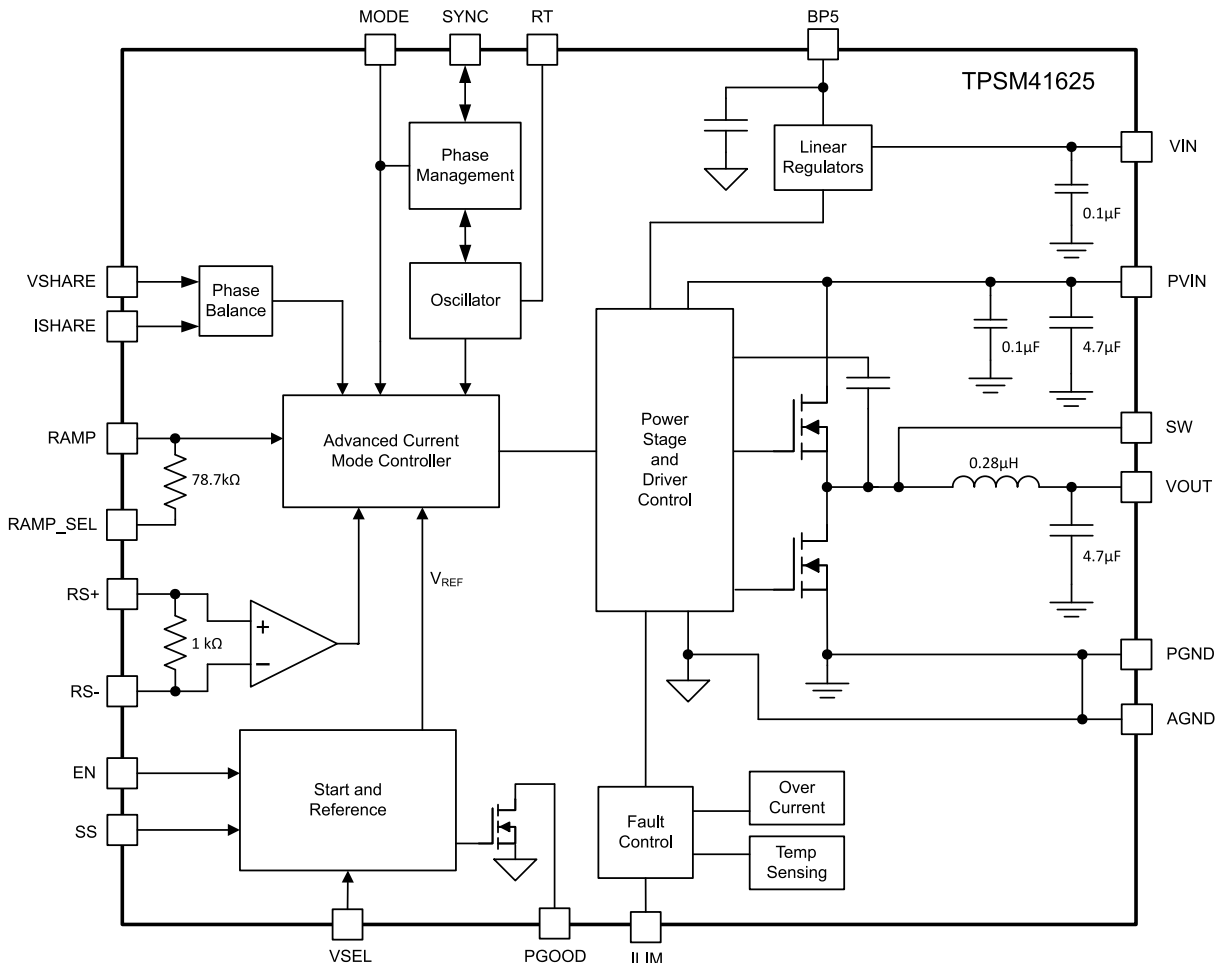 MODE
SYNC
RT
BP5
TPSM41625
Phase
Management
Linear
Regulators
VIN
0.1µF
VSHARE
ISHARE
Phase
Balance
Oscillator
PVIN
0.1µF
4.7µF
RAMP
78.7kΩ
RAMP_SEL
Advanced Current
Mode Controller
Power
Stage
and
Driver
Control
SW
0.28µH
VOUT
4.7µF
VREF
RS+
1 kΩ
RS-
+
−
PGND
AGND
EN
SS
Start and
Reference
Fault
Control
Over
Current
Temp
Sensing
VSEL
PGOOD
ILIM